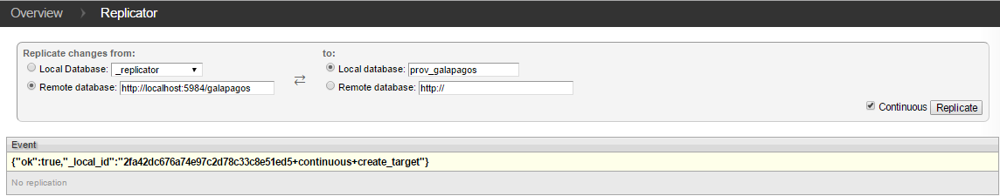 Overview > Replicator
Replicate changes from: to:
Local Database: _replicator Local database: prov_galapagos
Remote database: http://localhost:5984/galapagos Remote database: http://
Continuous Replicate
Event
{"ok":true,"_local_id":"2fa42dc676a74e97c2d78c33c8e51ed5+continuous+create_target"}
No replication